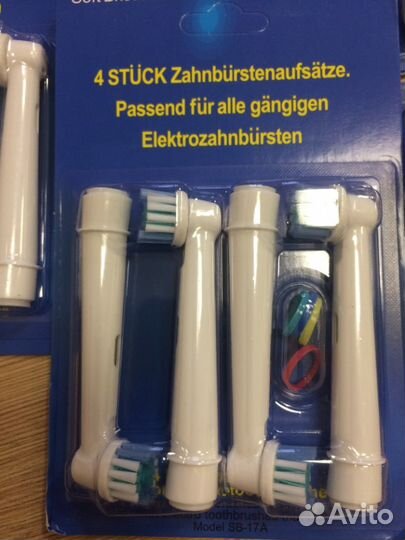 4 STÜCK Zahnbürstenaufsätze.
Passend für alle gängigen
Elektrozahnbürsten
Model SB-17A
Avito